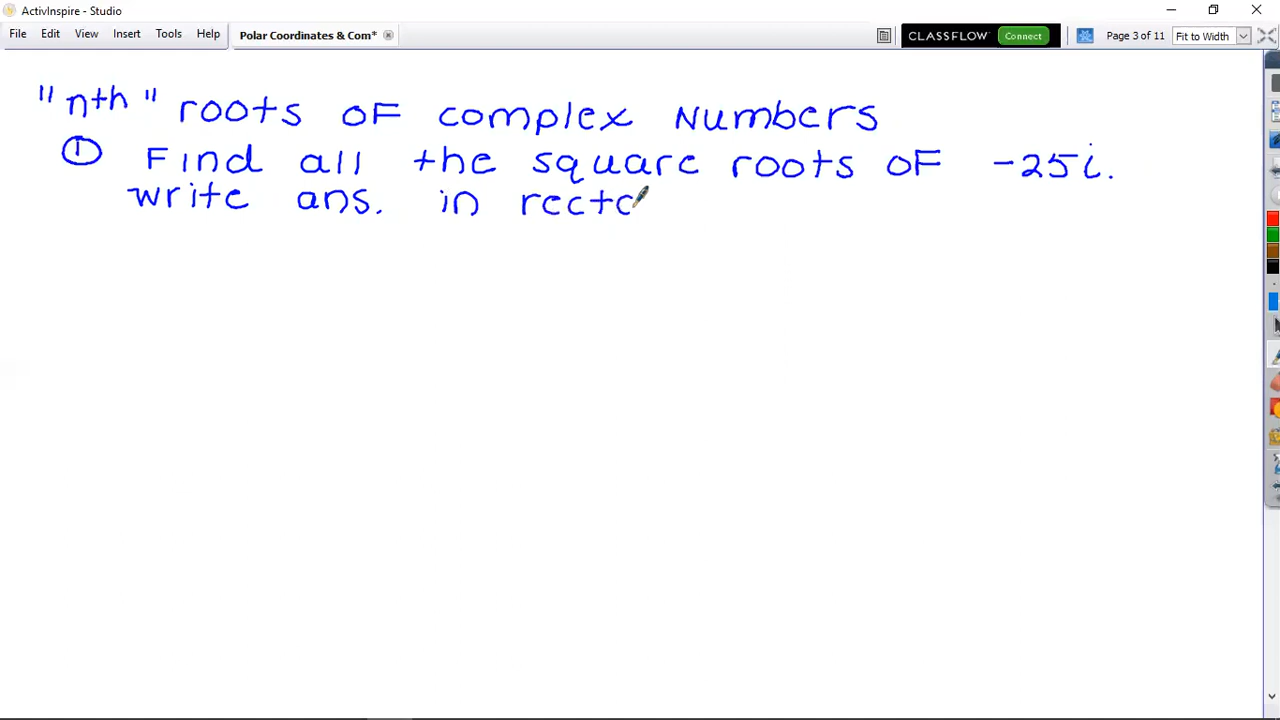 ActivInspire - Studio
File Edit View Insert Tools Help Polar Coordinates & Com* CLASSFLOW Connect Page 3 of 11 Fit to Width
"nth" roots of complex Numbers
① Find all the square roots of -25i.
write ans. in recta